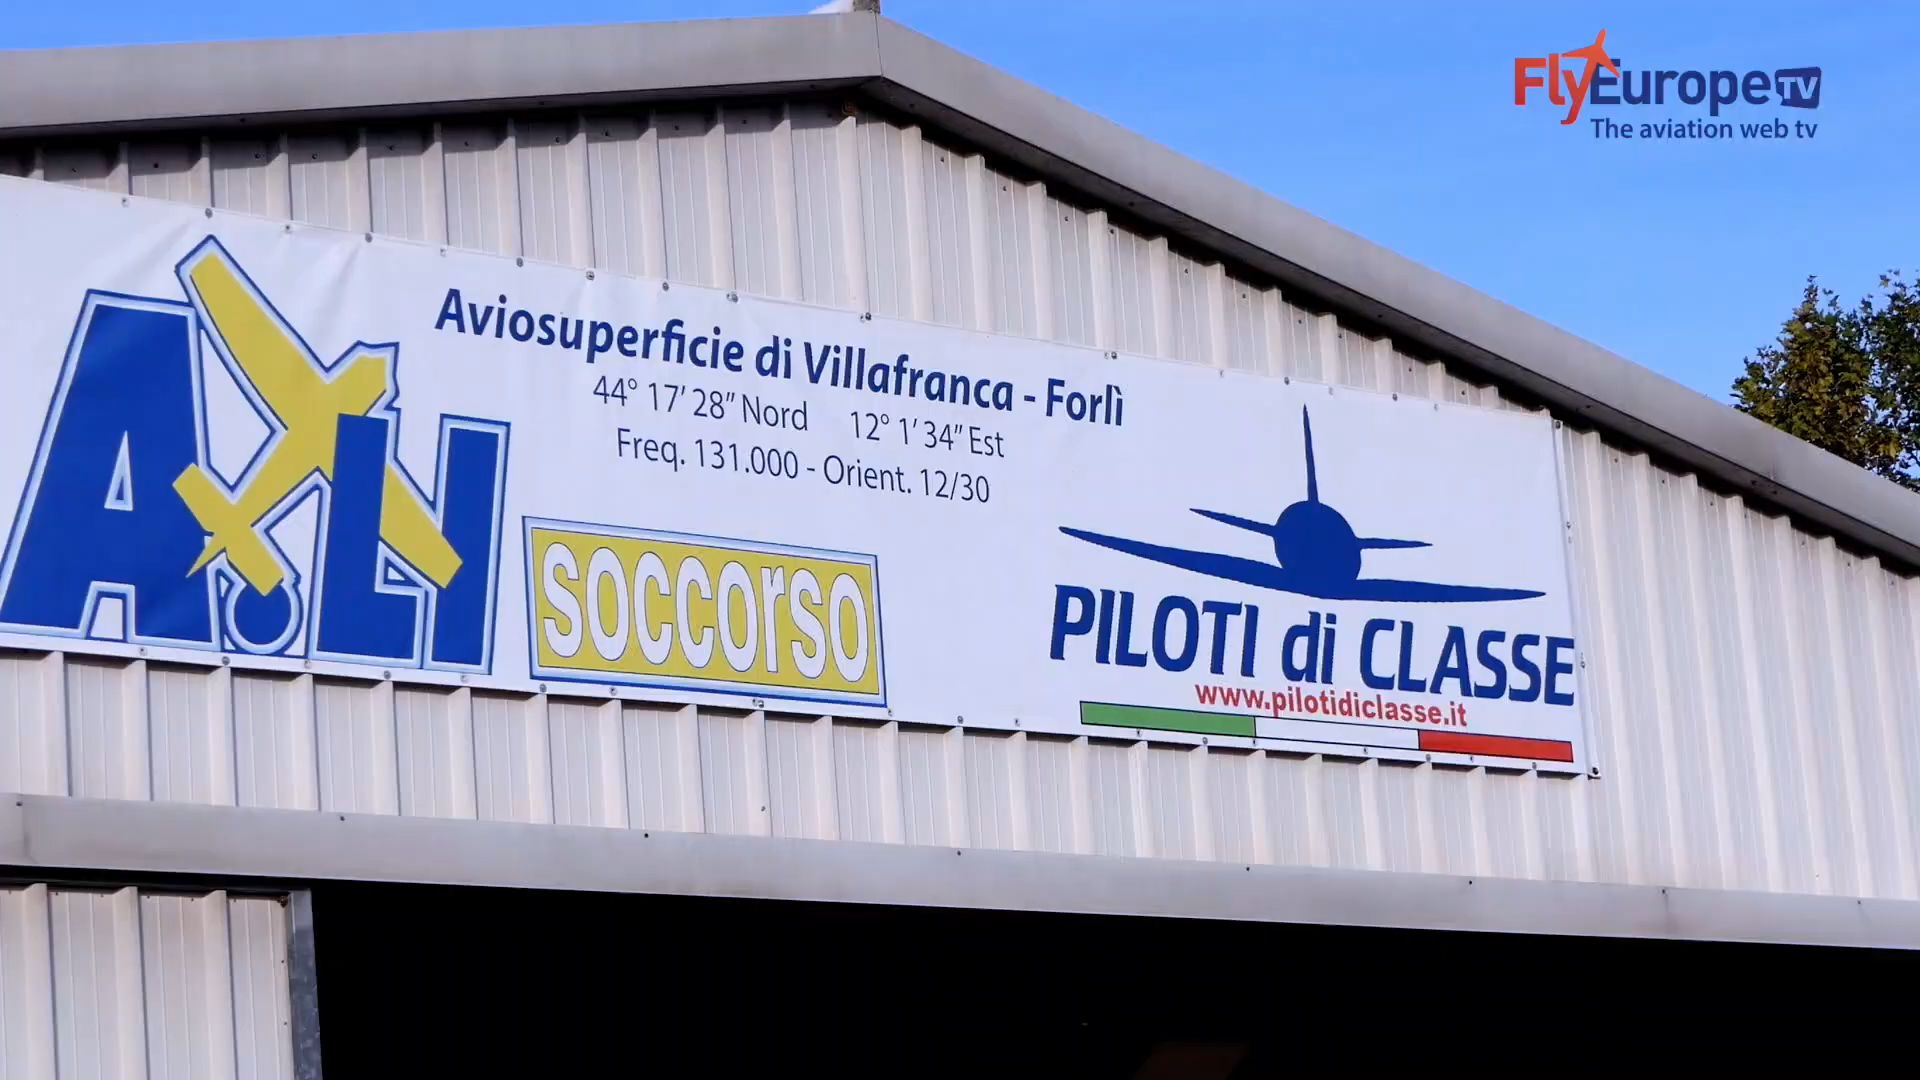 FlyEurope TV
The aviation web tv
Aviosuperficie di Villafranca - Forlì
44° 17' 28" Nord 12° 1' 34" Est
Freq. 131.000 - Orient. 12/30
soccorso
PILOTI di CLASSE
www.pilotidiclasse.it